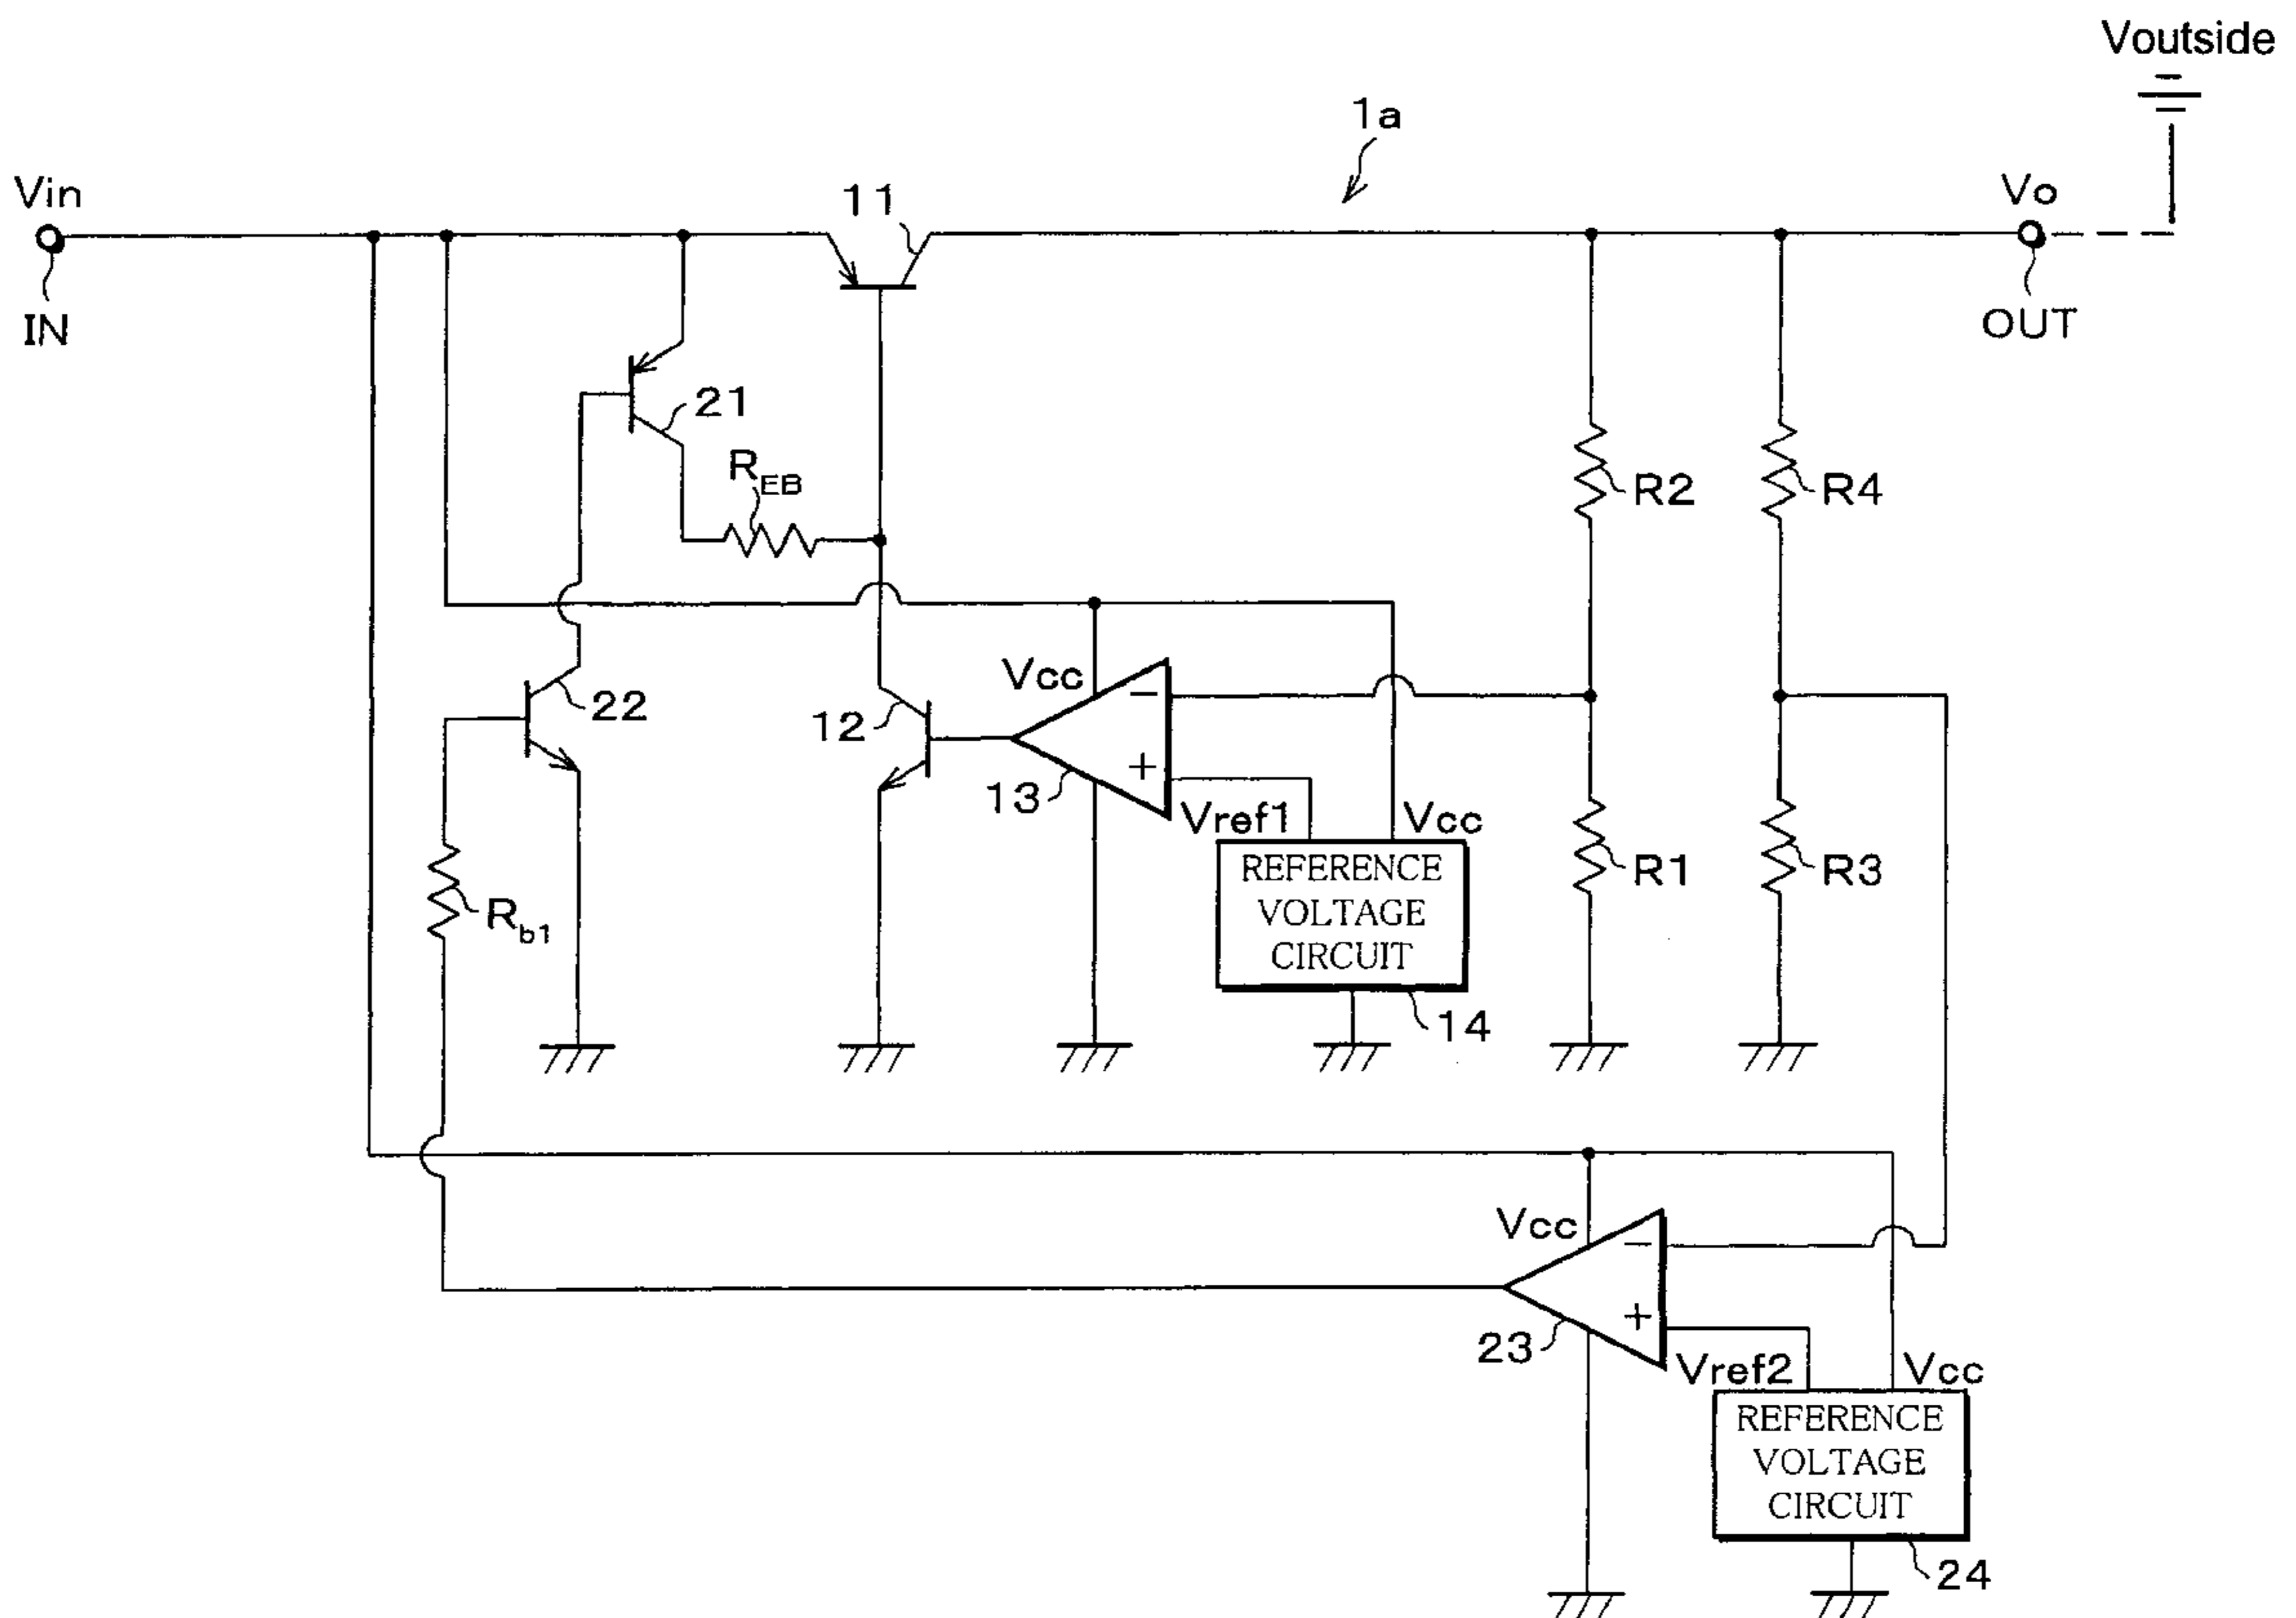 Voutside
1a
Vin
11
Vo
IN
OUT
21
REB
R2
R4
Vcc
−
22
12
+
13
Vref1
Vcc
REFERENCE
VOLTAGE
CIRCUIT
R1
R3
Rb1
14
Vcc
−
+
23
Vref2
Vcc
REFERENCE
VOLTAGE
CIRCUIT
24